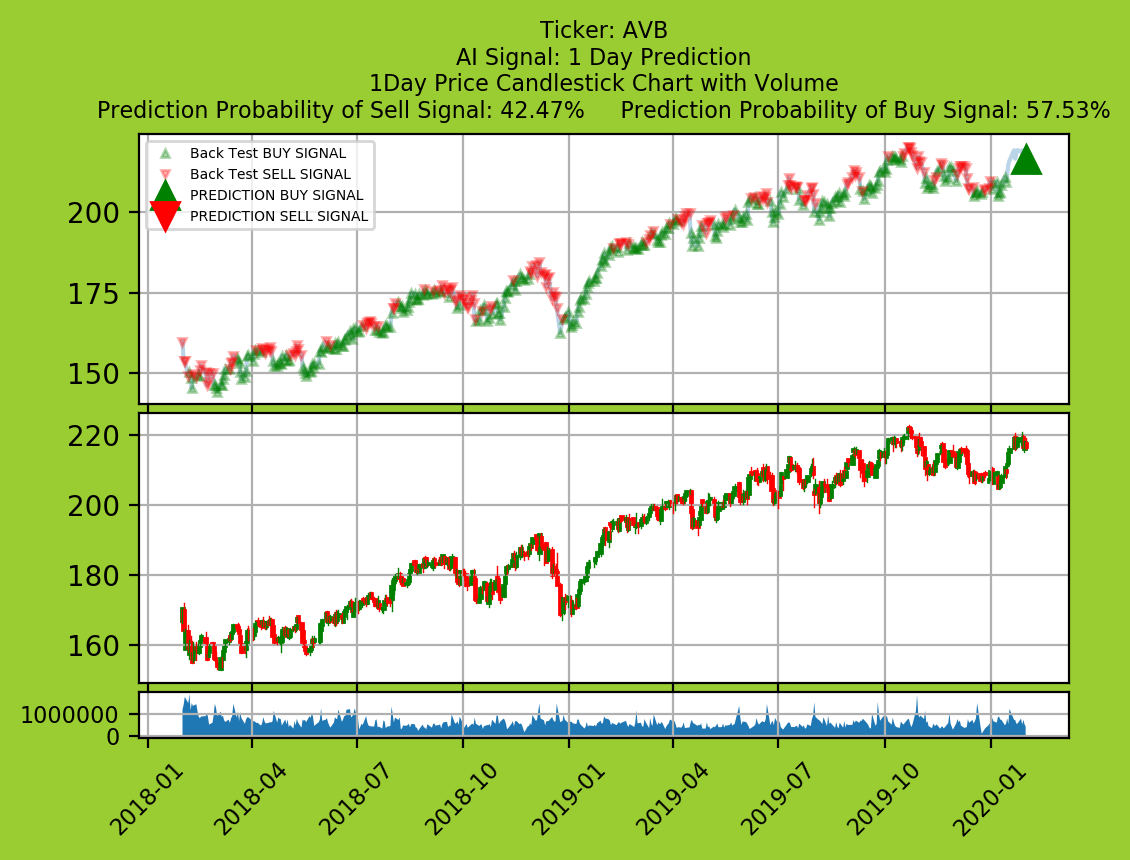 Ticker: AVB
AI Signal: 1 Day Prediction
1Day Price Candlestick Chart with Volume
Prediction Probability of Sell Signal: 42.47% Prediction Probability of Buy Signal: 57.53%
Back Test BUY SIGNAL
Back Test SELL SIGNAL
PREDICTION BUY SIGNAL
PREDICTION SELL SIGNAL
200
175
150
220
200
180
160
1000000
0
2018-01 2018-04 2018-07 2018-10 2019-01 2019-04 2019-07 2019-10 2020-01